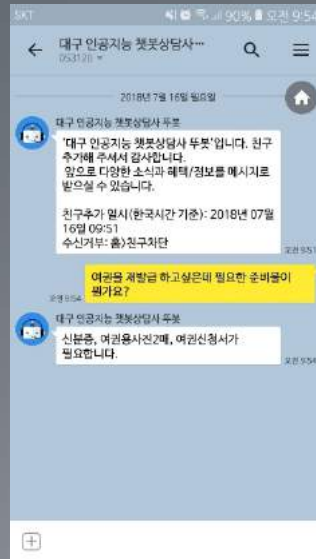 SKT 90% 오전 9:54
대구 인공지능 챗봇상담사…
053120
2018년 7월 16일 월요일
대구 인공지능 챗봇상담사 뚜봇
'대구 인공지능 챗봇상담사 뚜봇'입니다. 친구
추가해 주셔서 감사합니다.
앞으로 다양한 소식과 혜택/정보를 메시지로
받으실 수 있습니다.
친구추가 일시(한국시간 기준): 2018년 07월
16일 09:51
수신거부: 홈>친구차단
오전 9:51
여권을 재발급 하고싶은데 필요한 준비물이
뭔가요?
오전 9:54
대구 인공지능 챗봇상담사 뚜봇
신분증, 여권용사진2매, 여권신청서가
필요합니다.
오전 9:54